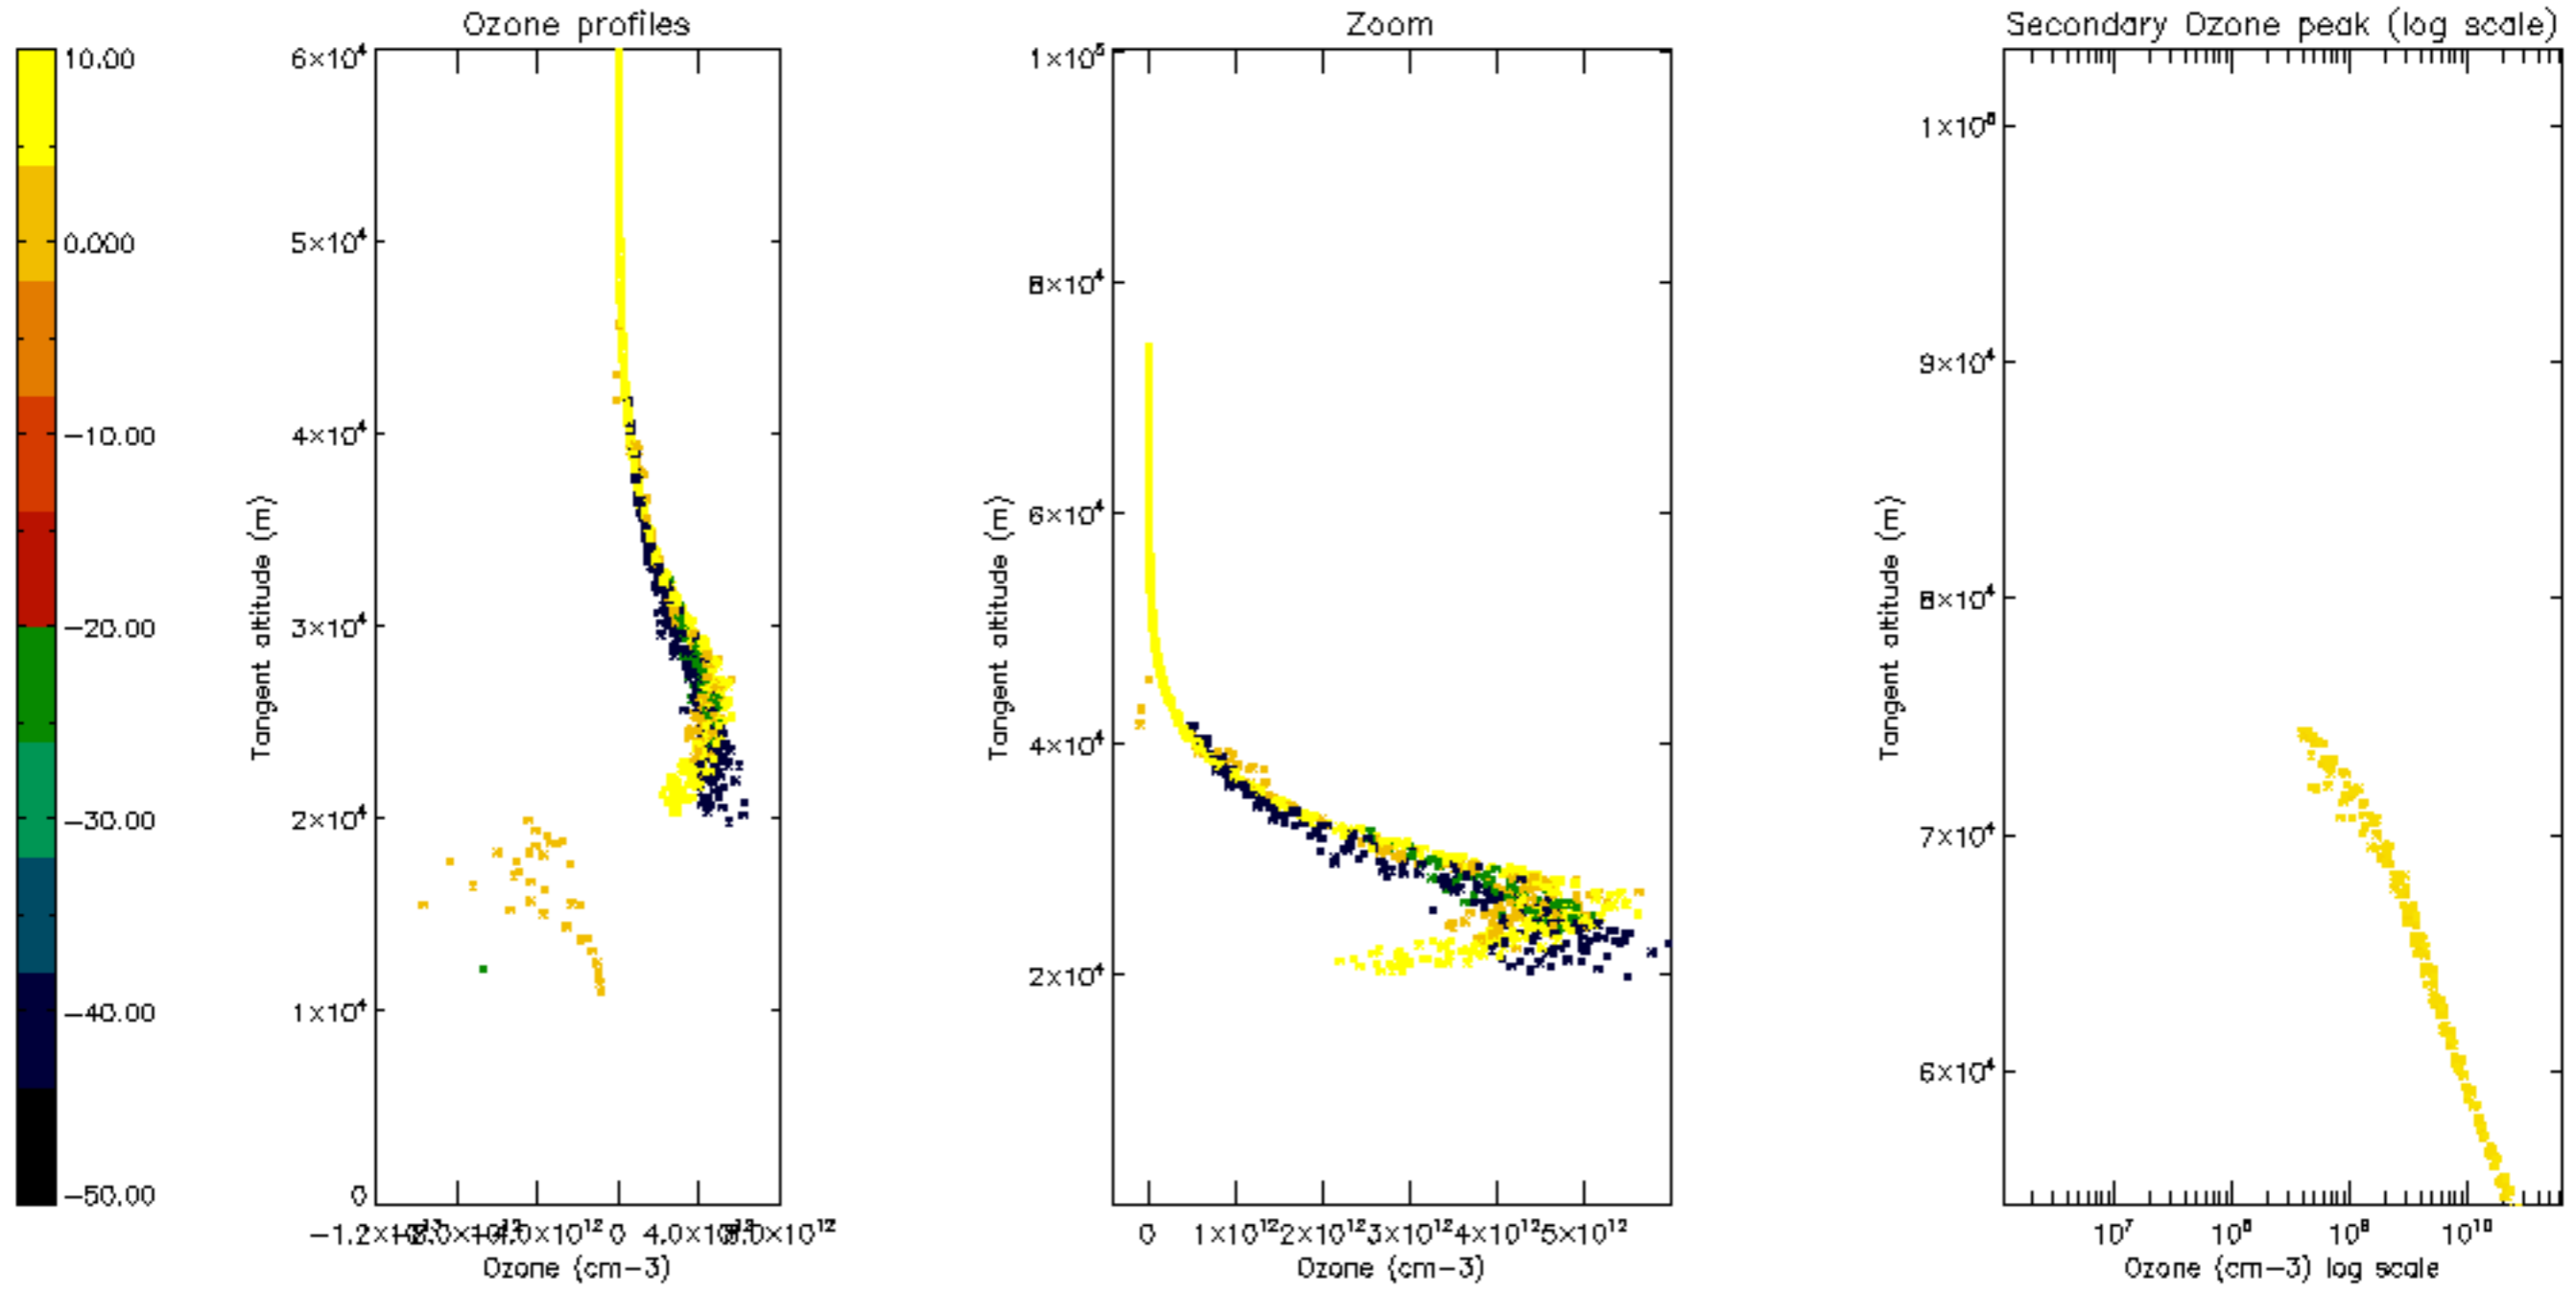 Ozone profiles
Zoom
Secondary Ozone peak (log scale)
10.00
0.000
−10.00
−20.00
−30.00
−40.00
−50.00
Tangent altitude (m)
6×10⁴
5×10⁴
4×10⁴
3×10⁴
2×10⁴
1×10⁴
0
0
Ozone (cm−3)
Tangent altitude (m)
1×10⁵
8×10⁴
6×10⁴
4×10⁴
2×10⁴
0 1×10¹² 2×10¹² 3×10¹² 4×10¹² 5×10¹²
Ozone (cm−3)
Tangent altitude (m)
1×10⁵
9×10⁴
8×10⁴
7×10⁴
6×10⁴
10⁷ 10⁸ 10⁹ 10¹⁰
Ozone (cm−3) log scale